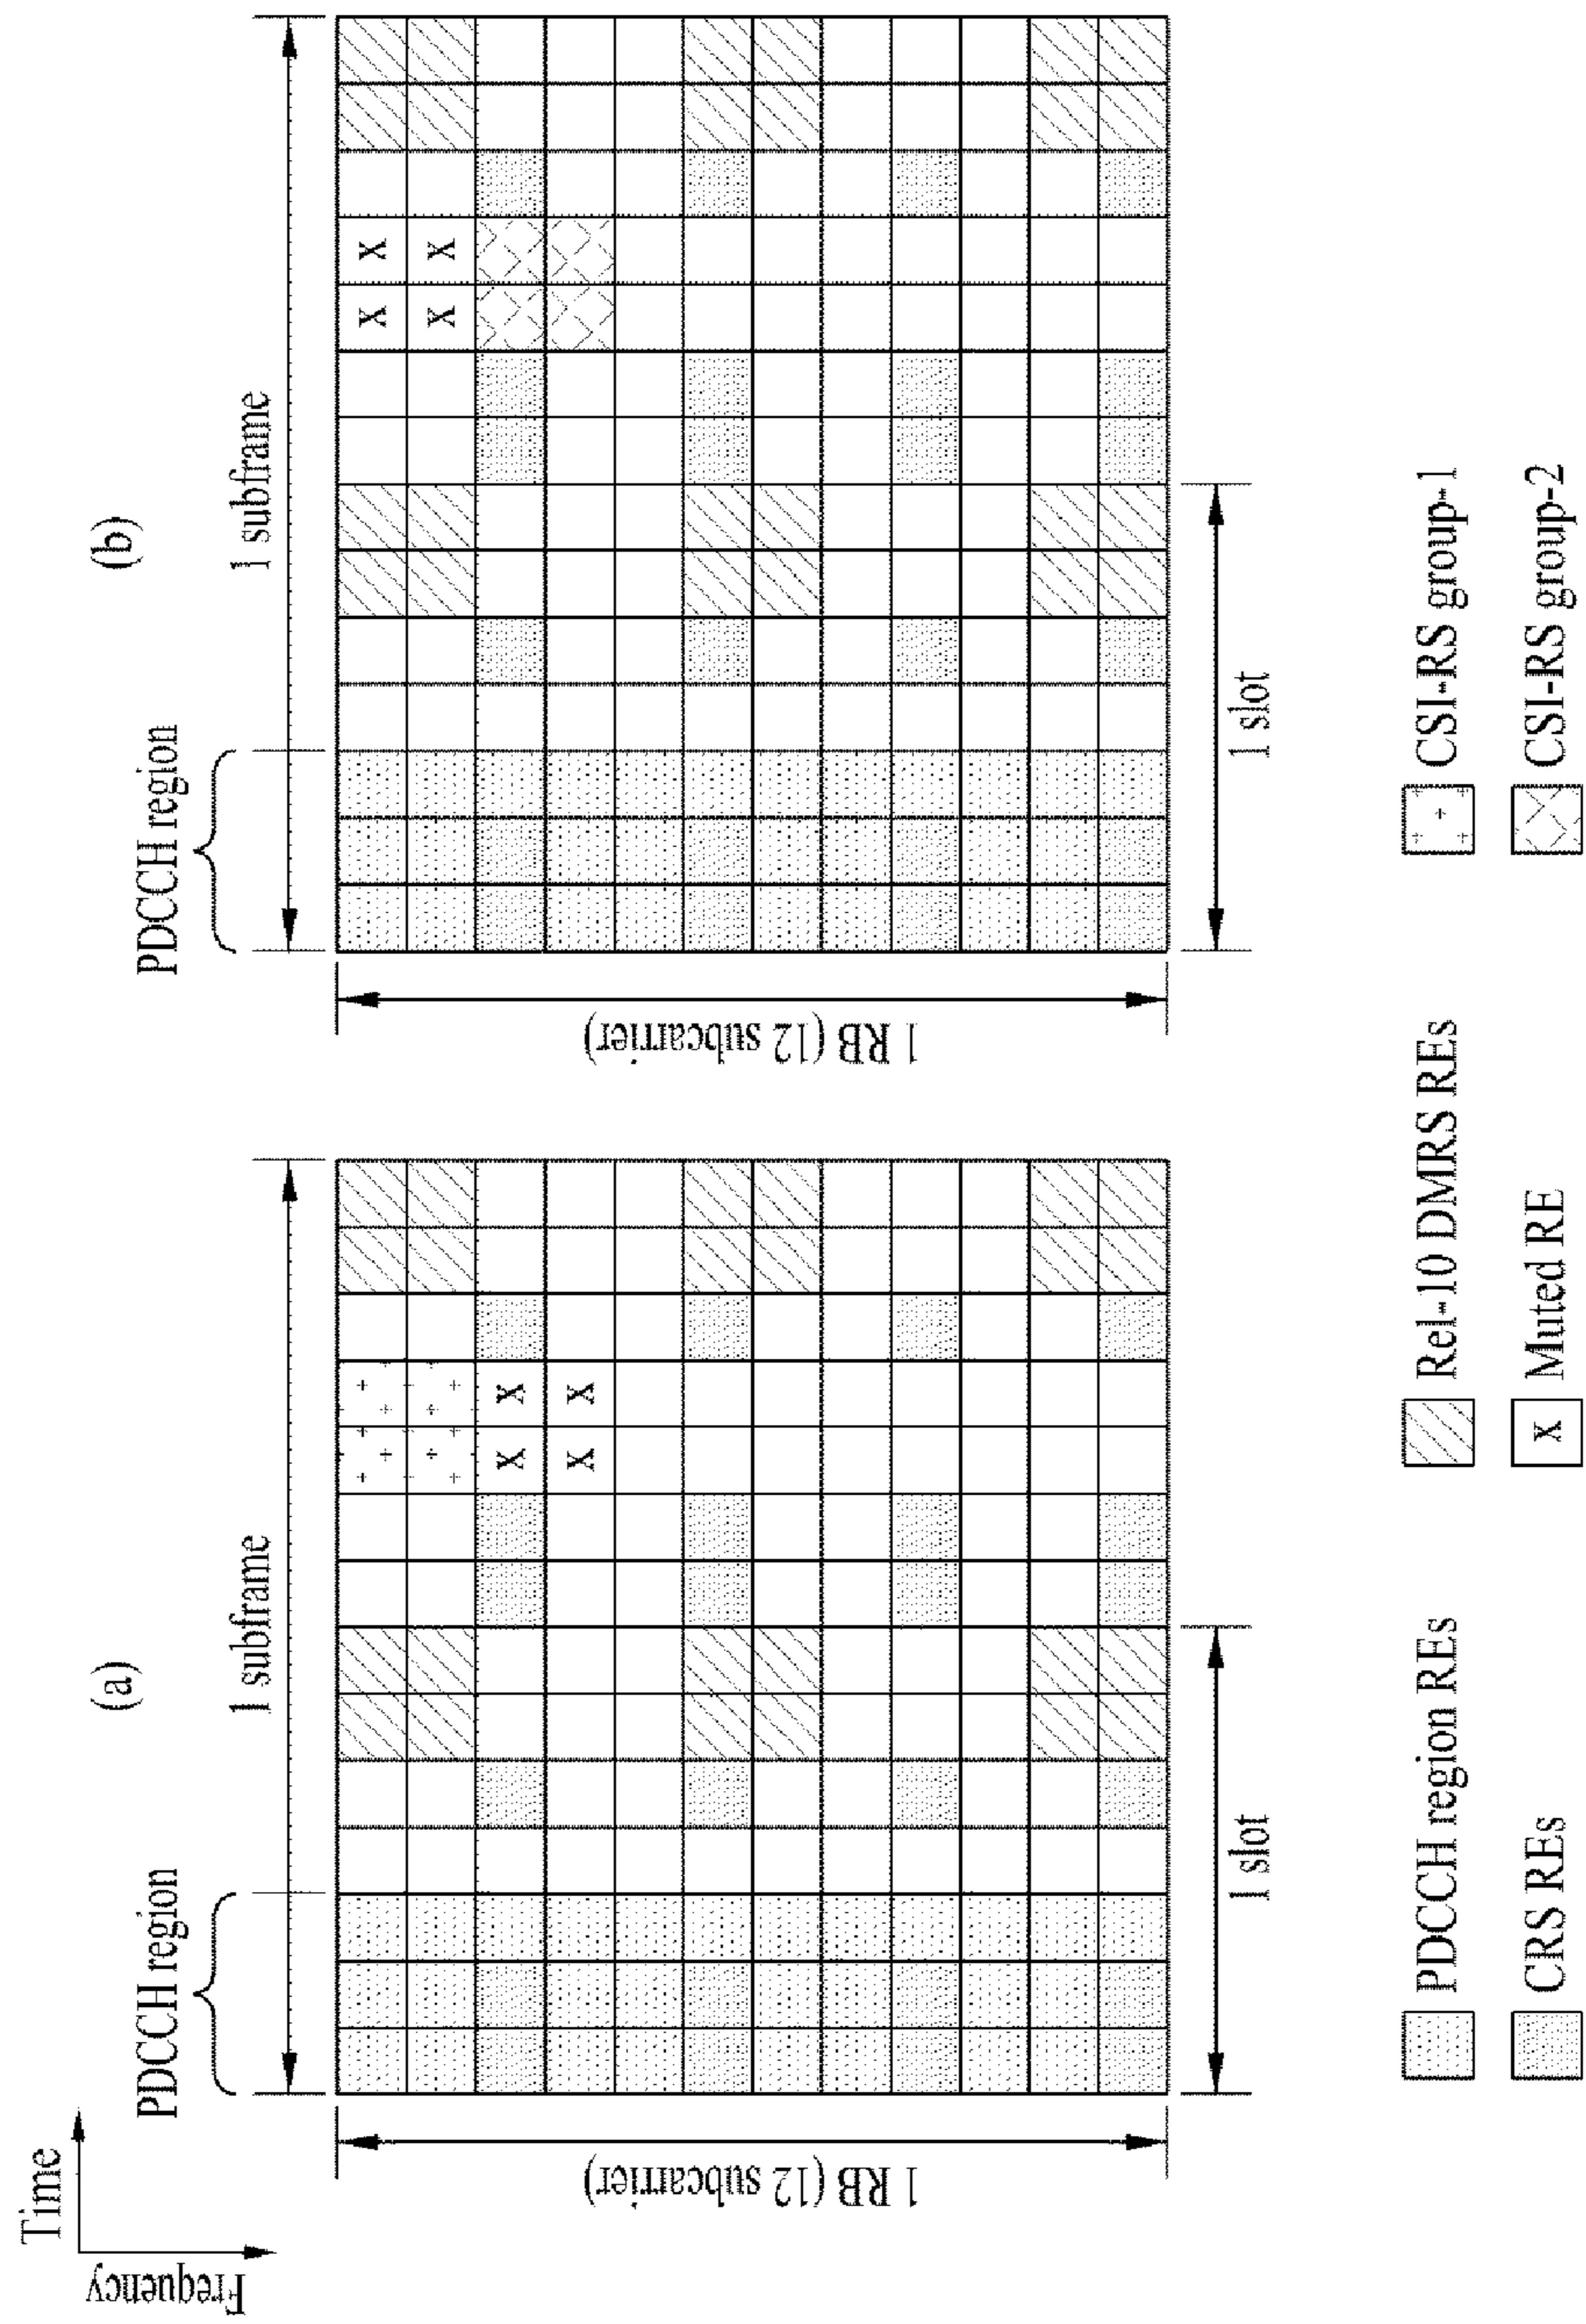 Time
Frequency
(a)
PDCCH region
1 subframe
1 RB (12 subcarrier)
X X
X X
1 slot
(b)
PDCCH region
1 subframe
1 RB (12 subcarrier)
X X
X X
1 slot
PDCCH region REs
Rel-10 DMRS REs
CSI-RS group-1
CRS REs
X Muted RE
CSI-RS group-2